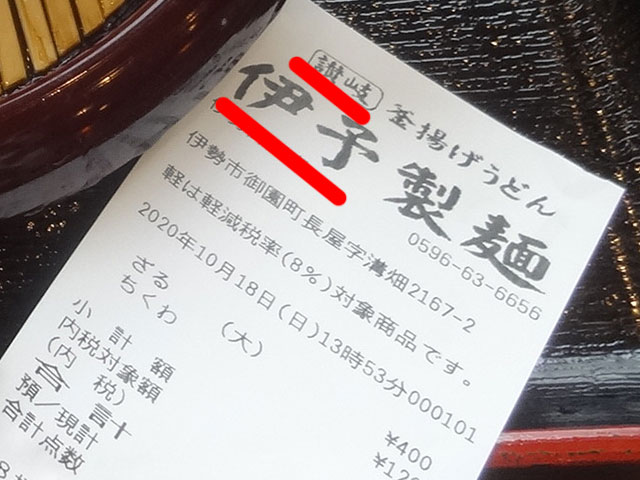 讃岐 釜揚げうどん
伊予製麺
0596-63-6656
伊勢市御薗町長屋字溝畑2167-2
軽は軽減税率(8%)対象商品です。
2020年10月18日(日)13時53分000101
ざる (大) ¥400
ちくわ
小計額
内税対象額
(内税)
合計
預/現計
合計点数